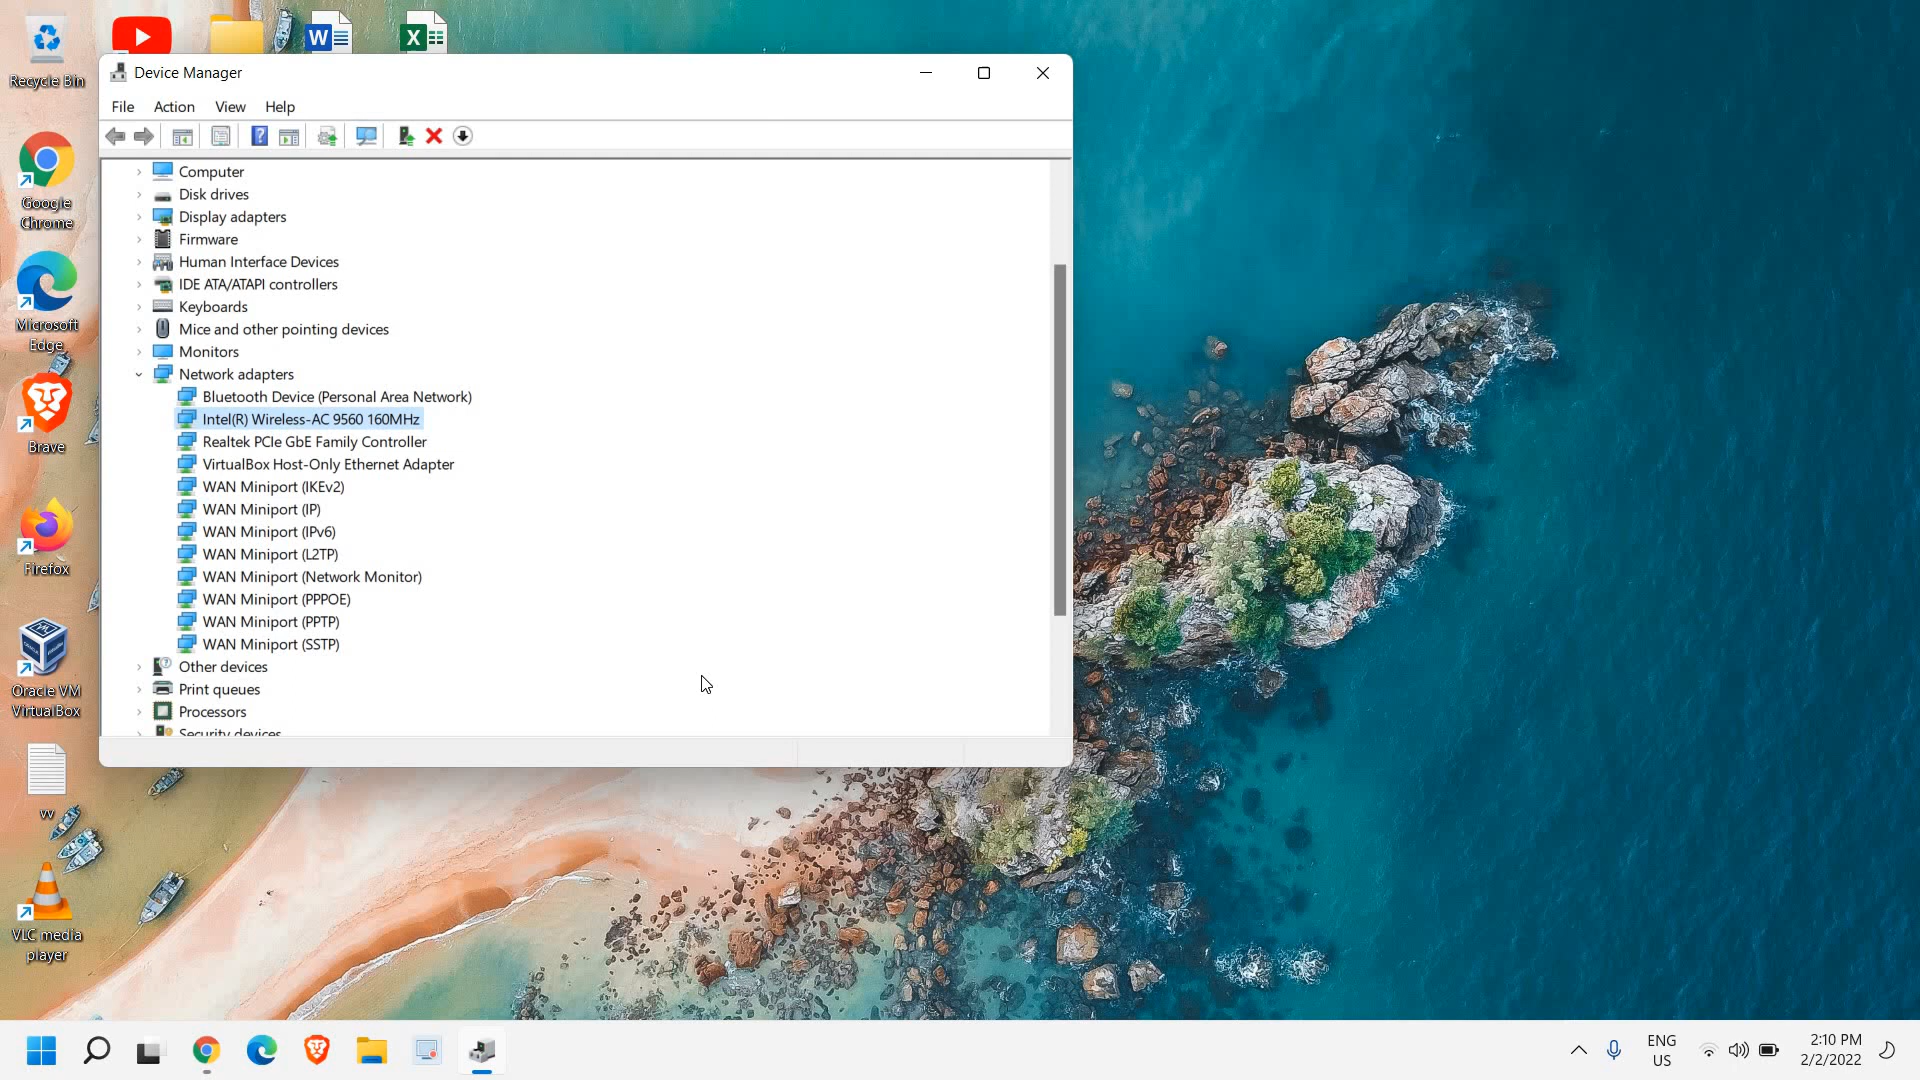 Recycle Bin
Google
Chrome
Microsoft
Edge
Brave
Firefox
Oracle VM
VirtualBox
vv
VLC media
player
Device Manager
File Action View Help
Computer
Disk drives
Display adapters
Firmware
Human Interface Devices
IDE ATA/ATAPI controllers
Keyboards
Mice and other pointing devices
Monitors
Network adapters
Bluetooth Device (Personal Area Network)
Intel(R) Wireless-AC 9560 160MHz
Realtek PCIe GbE Family Controller
VirtualBox Host-Only Ethernet Adapter
WAN Miniport (IKEv2)
WAN Miniport (IP)
WAN Miniport (IPv6)
WAN Miniport (L2TP)
WAN Miniport (Network Monitor)
WAN Miniport (PPPOE)
WAN Miniport (PPTP)
WAN Miniport (SSTP)
Other devices
Print queues
Processors
Security devices
ENG
US
2:10 PM
2/2/2022